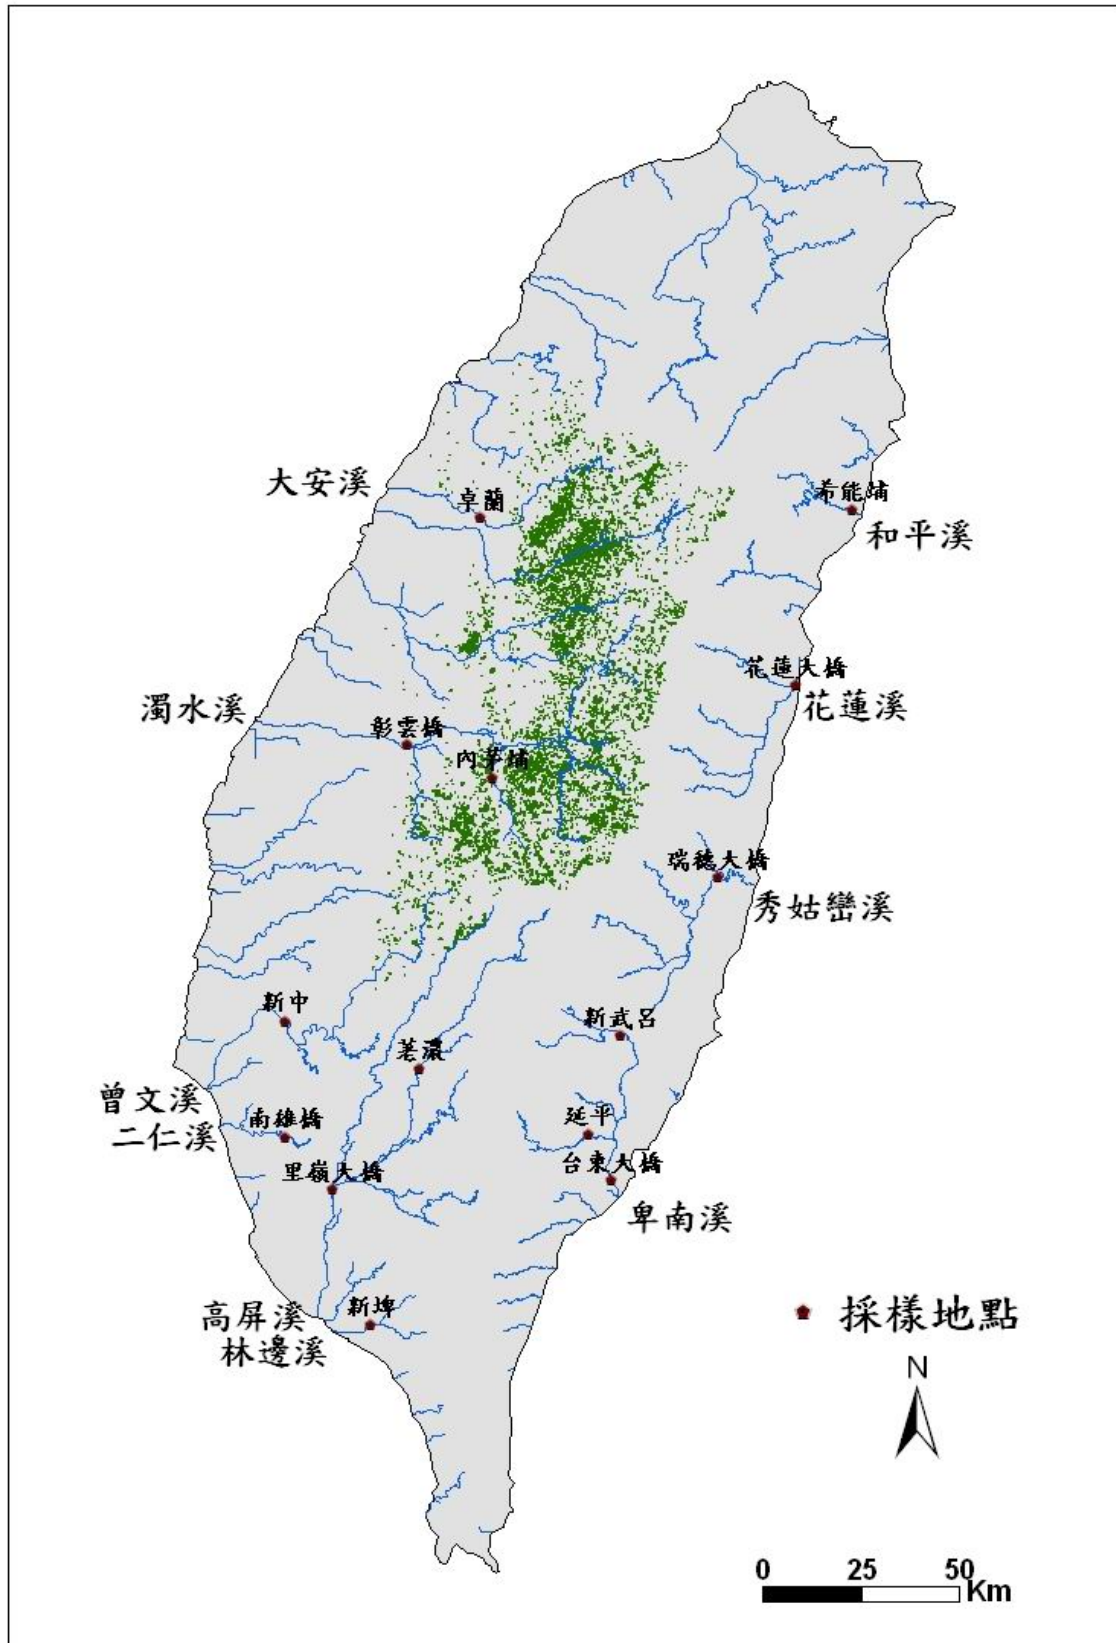 大安溪
卓蘭
希能埔
和平溪
花蓮大橋
花蓮溪
濁水溪
彰雲橋
內茅埔
瑞德大橋
秀姑巒溪
新中
新武呂
荖濃
曾文溪
南雄橋
延平
二仁溪
里嶺大橋
台東大橋
卑南溪
高屏溪
新埤
林邊溪
採樣地點
N
0 25 50
Km